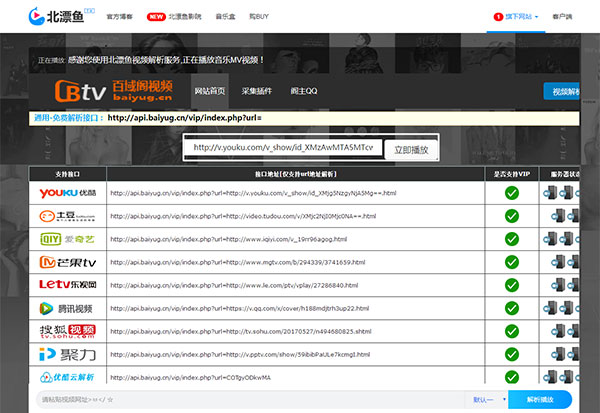 北漂鱼
官方博客
NEW
北漂鱼影院
音乐盒
购BUY
1
旗下网站
客户端
正在播放:
感谢您使用北漂鱼视频解析服务,正在播放音乐MV视频！
Btv
百域阁视频
baiyug.cn
网站首页
采集插件
阁主QQ
视频解析
通用-免费解析接口：
http://api.baiyug.cn/vip/index.php?url=
http://v.youku.com/v_show/id_XMzAwMTA5MTcv
立即播放
支持接口
接口地址[仅支持url地址解析]
是否支持VIP
服务器状态
YOUKU 优酷
http://api.baiyug.cn/vip/index.php?url=http://v.youku.com/v_show/id_XMjg5NzgyNjA5Mg==.html
土豆
http://api.baiyug.cn/vip/index.php?url=http://video.tudou.com/v/XMjc2NjI0Mjc0NA==.html
iQIYI
爱奇艺
http://api.baiyug.cn/vip/index.php?url=http://www.iqiyi.com/v_19rr96agog.html
芒果tv
http://api.baiyug.cn/vip/index.php?url=http://www.mgtv.com/b/294339/3741659.html
Letv乐视网
http://api.baiyug.cn/vip/index.php?url=http://www.le.com/ptv/vplay/27286840.html
腾讯视频
http://api.baiyug.cn/vip/index.php?url=https://v.qq.com/x/cover/h188mdjtrh3up22.html
搜狐视频
tv.sohu.com
http://api.baiyug.cn/vip/index.php?url=http://tv.sohu.com/20170527/n494680825.shtml
聚力
http://api.baiyug.cn/vip/index.php?url=http://v.pptv.com/show/59ibibPaULe7kcmgI.html
优酷云解析
http://api.baiyug.cn/vip/index.php?url=COTgyODkwMA
请粘贴视频网址>
默认一
解析播放